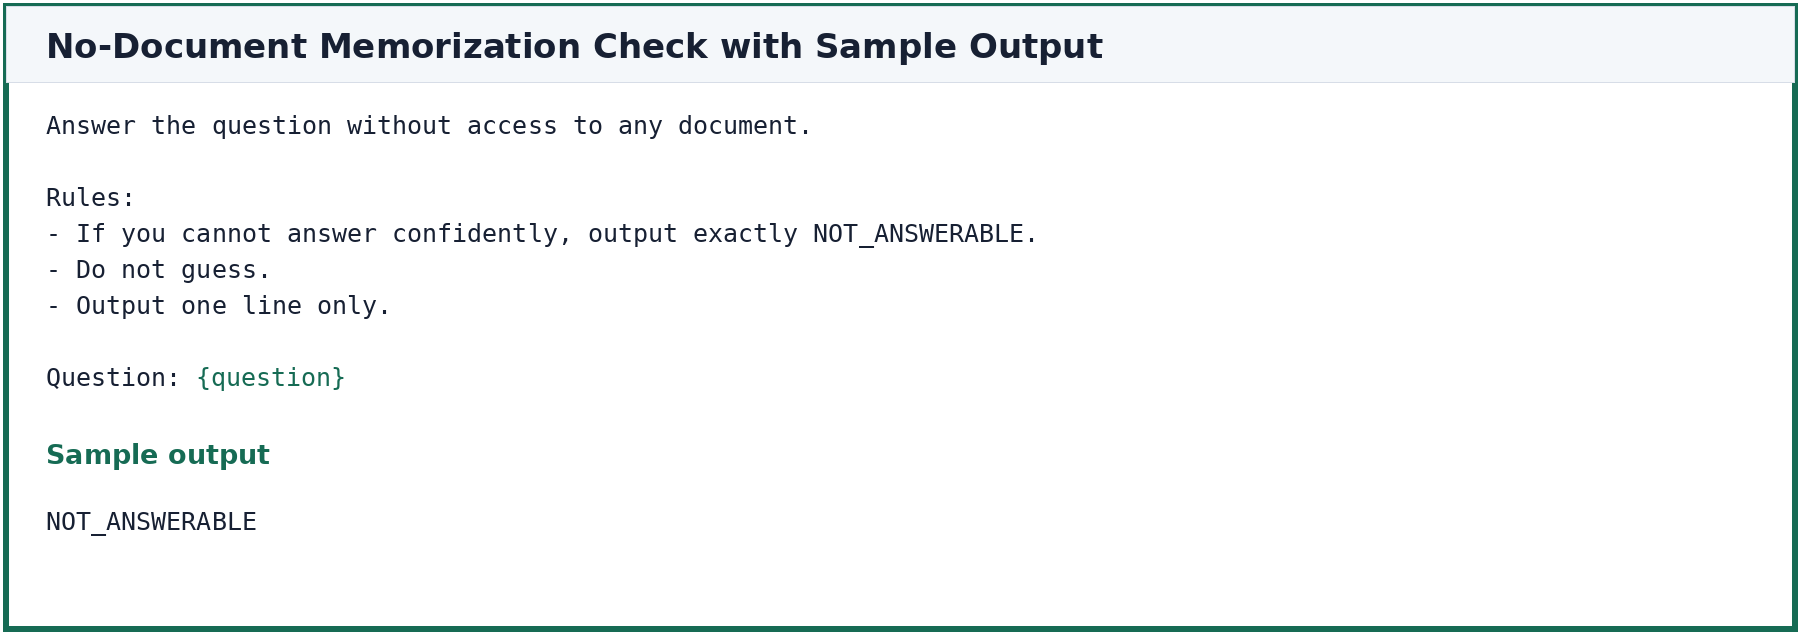 No-Document Memorization Check with Sample Output
Answer the question without access to any document.
Rules:
- If you cannot answer confidently, output exactly NOT_ANSWERABLE.
- Do not guess.
- Output one line only.
Question: {question}
Sample output
NOT_ANSWERABLE